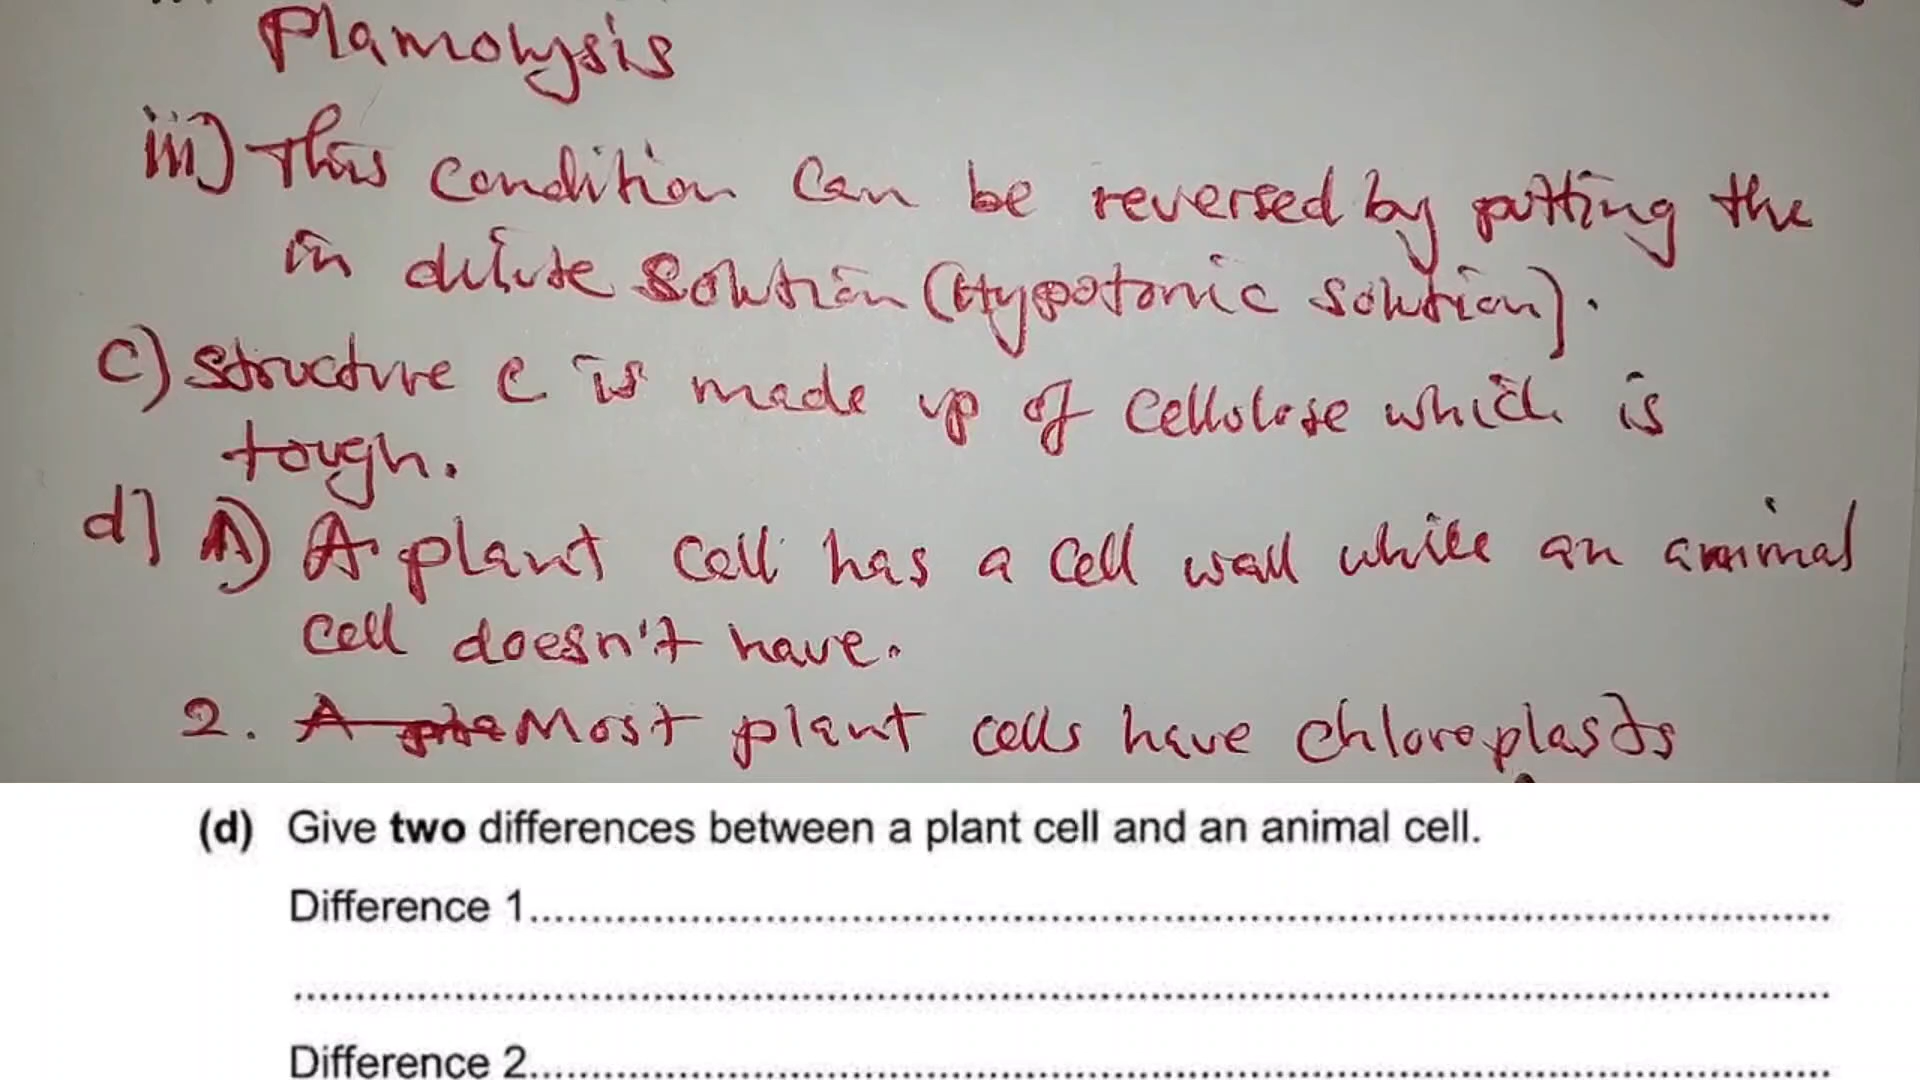 Plamolysis
iii) This condition can be reversed by putting the
in dilute solution (Hypotonic solution).
c) structure c is made up of cellolose which is
tough.
d] A) A plant cell has a cell wall while an animal
cell doesn't have.
2. A pla Most plant cells have chloroplasts
(d) Give two differences between a plant cell and an animal cell.
Difference 1..........................................................................................
..........................................................................................
Difference 2..........................................................................................